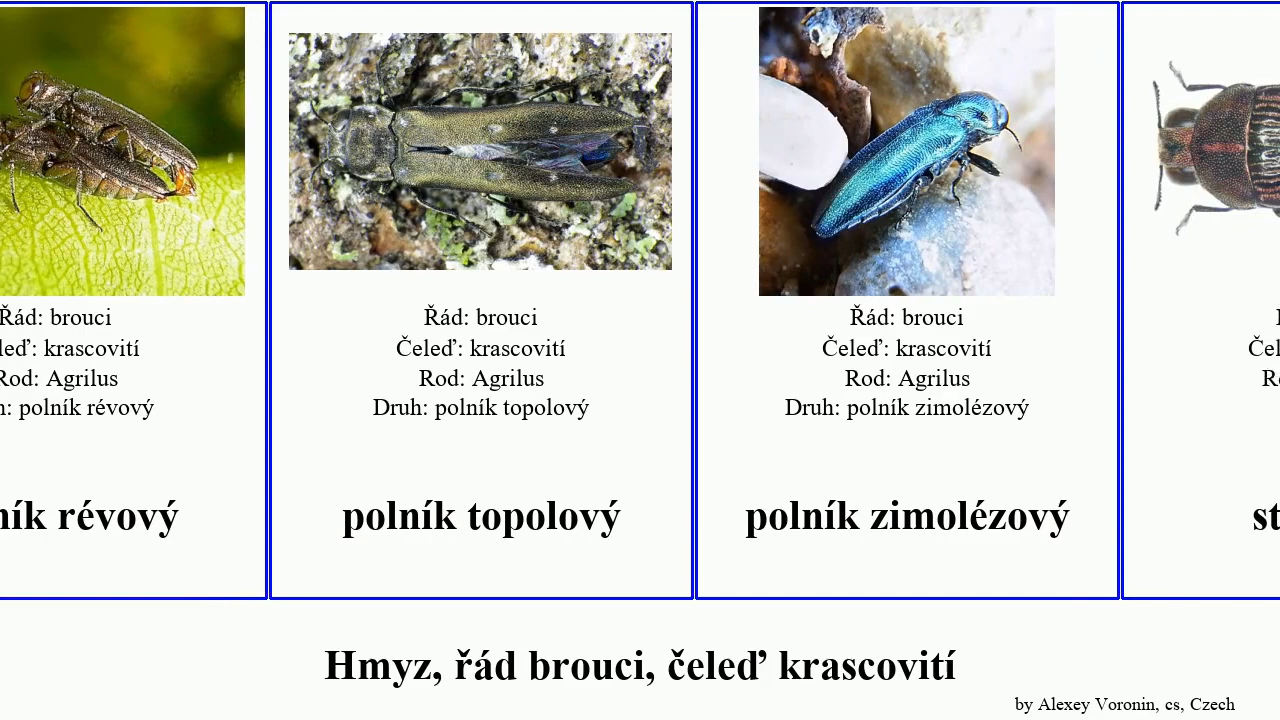 Řád: brouci
krascovití
Rod: Agrilus
polník révový
révový
Řád: brouci
Čeleď: krascovití
Rod: Agrilus
Druh: polník topolový
polník topolový
Řád: brouci
Čeleď: krascovití
Rod: Agrilus
Druh: polník zimolézový
polník zimolézový
Hmyz, řád brouci, čeleď krascovití
by Alexey Voronin, cs, Czech